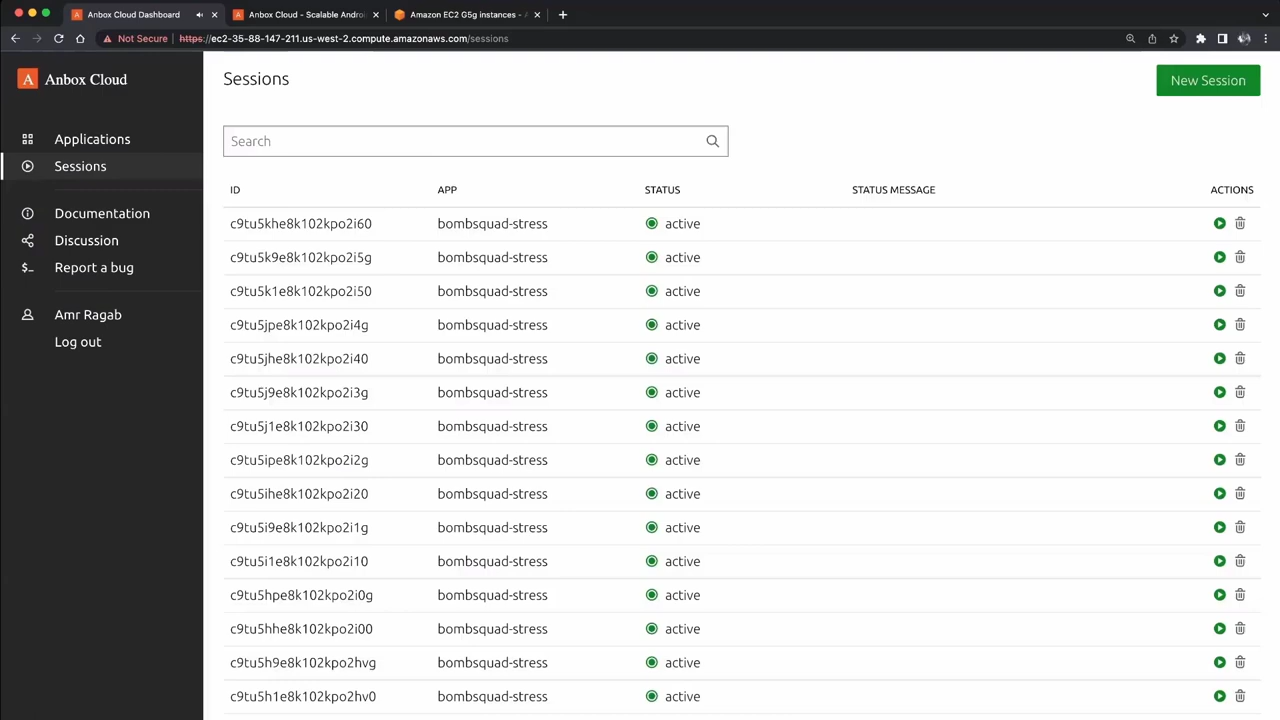 Anbox Cloud Dashboard
Anbox Cloud - Scalable Androi
Amazon EC2 G5g instances - A
Not Secure | https://ec2-35-88-147-211.us-west-2.compute.amazonaws.com/sessions
A Anbox Cloud
Applications
Sessions
Documentation
Discussion
Report a bug
Amr Ragab
Log out
Sessions
New Session
Search
ID APP STATUS STATUS MESSAGE ACTIONS
c9tu5khe8k102kpo2i60 bombsquad-stress active
c9tu5k9e8k102kpo2i5g bombsquad-stress active
c9tu5k1e8k102kpo2i50 bombsquad-stress active
c9tu5jpe8k102kpo2i4g bombsquad-stress active
c9tu5jhe8k102kpo2i40 bombsquad-stress active
c9tu5j9e8k102kpo2i3g bombsquad-stress active
c9tu5j1e8k102kpo2i30 bombsquad-stress active
c9tu5ipe8k102kpo2i2g bombsquad-stress active
c9tu5ihe8k102kpo2i20 bombsquad-stress active
c9tu5i9e8k102kpo2i1g bombsquad-stress active
c9tu5i1e8k102kpo2i10 bombsquad-stress active
c9tu5hpe8k102kpo2i0g bombsquad-stress active
c9tu5hhe8k102kpo2i00 bombsquad-stress active
c9tu5h9e8k102kpo2hvg bombsquad-stress active
c9tu5h1e8k102kpo2hv0 bombsquad-stress active